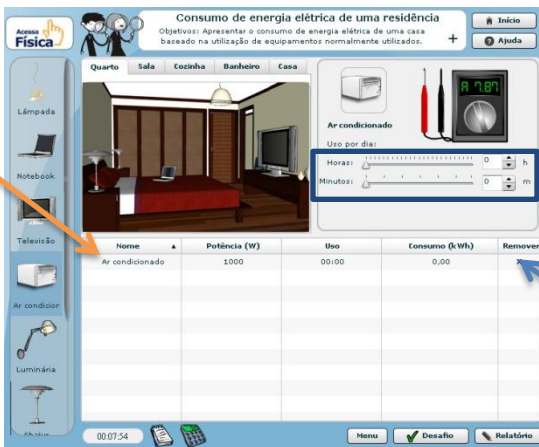 Acessa
Física
Consumo de energia elétrica de uma residência
Objetivos: Apresentar o consumo de energia elétrica de uma casa
baseado na utilização de equipamentos normalmente utilizados.
+
Início
Ajuda
Quarto Sala Cozinha Banheiro Casa
Lâmpada
Notebook
Televisão
Ar condicior
Luminária
Abajur
Ar condicionado
Uso por dia:
Horas: 0 h
Minutos: 0 m
Nome ▲ Potência (W) Uso Consumo (kWh) Remover
Ar condicionado 1000 00:00 0,00 x
00:07:54
Menu
Desafio
Relatório